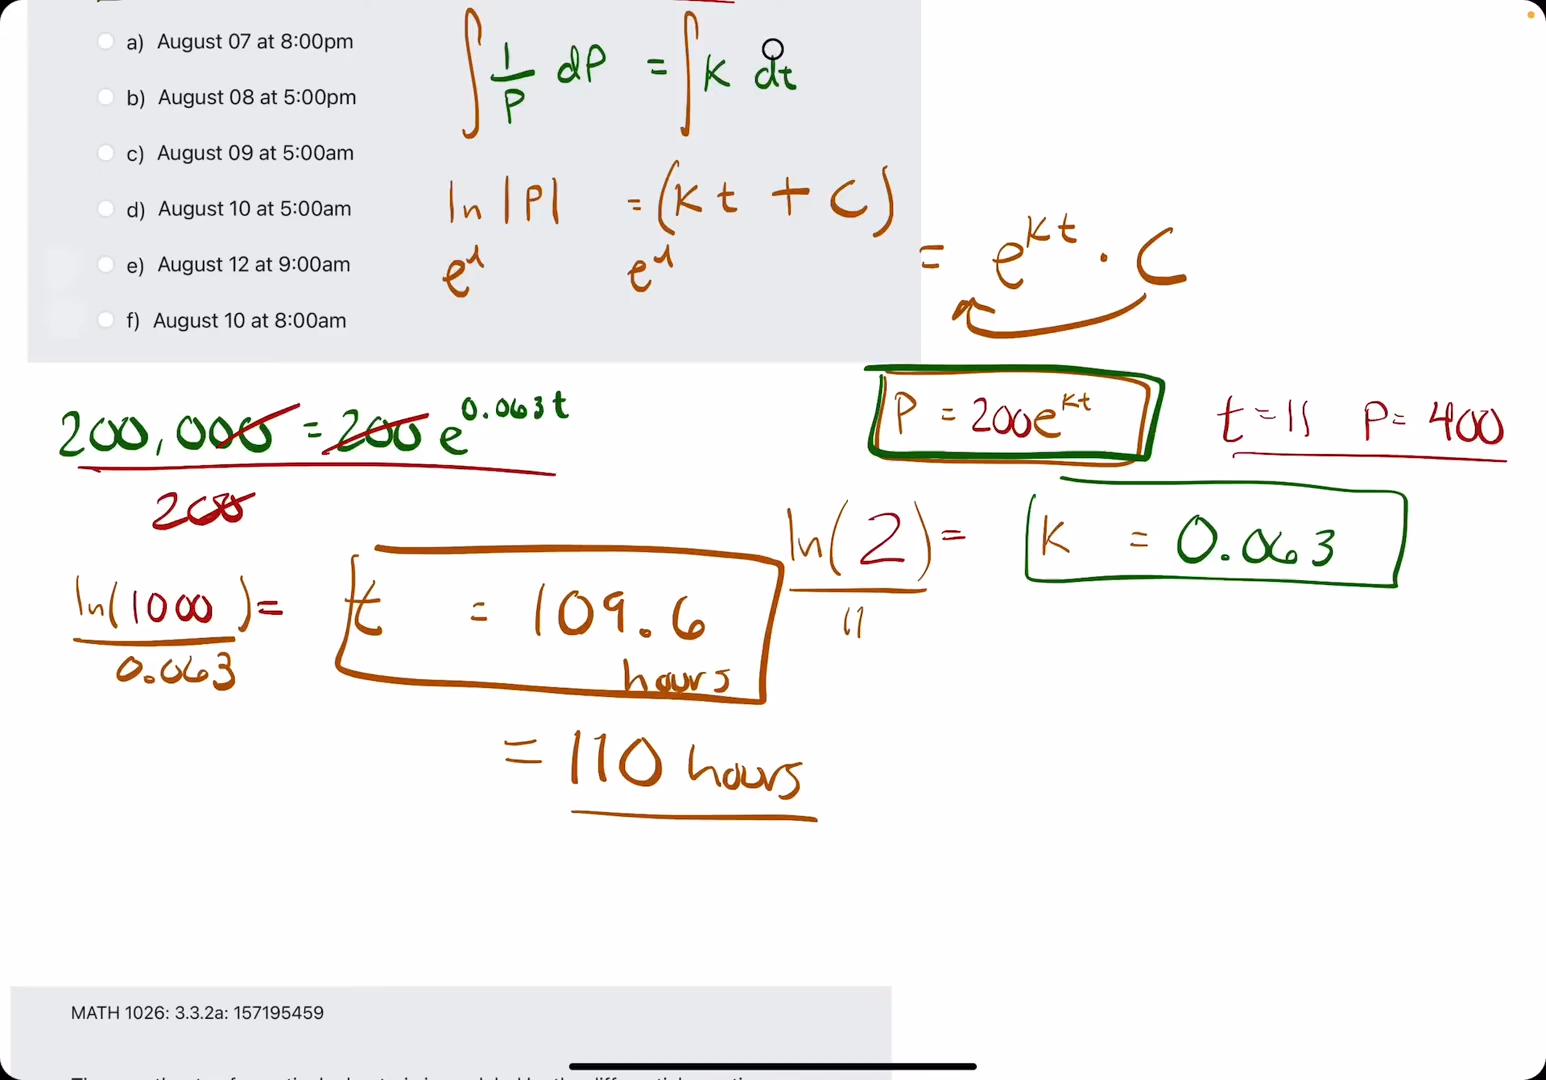 a) August 07 at 8:00pm
b) August 08 at 5:00pm
c) August 09 at 5:00am
d) August 10 at 5:00am
e) August 12 at 9:00am
f) August 10 at 8:00am
∫ 1/P dP = ∫ K dt
ln |P| = (Kt + C)
e^1 e^1 = e^Kt · C
P = 200e^Kt t = 11 P = 400
200,000 = 200 e^0.063t
200
ln(2) = K = 0.063
11
ln(1000) = t = 109.6
0.063 hours
= 110 hours
MATH 1026: 3.3.2a: 157195459